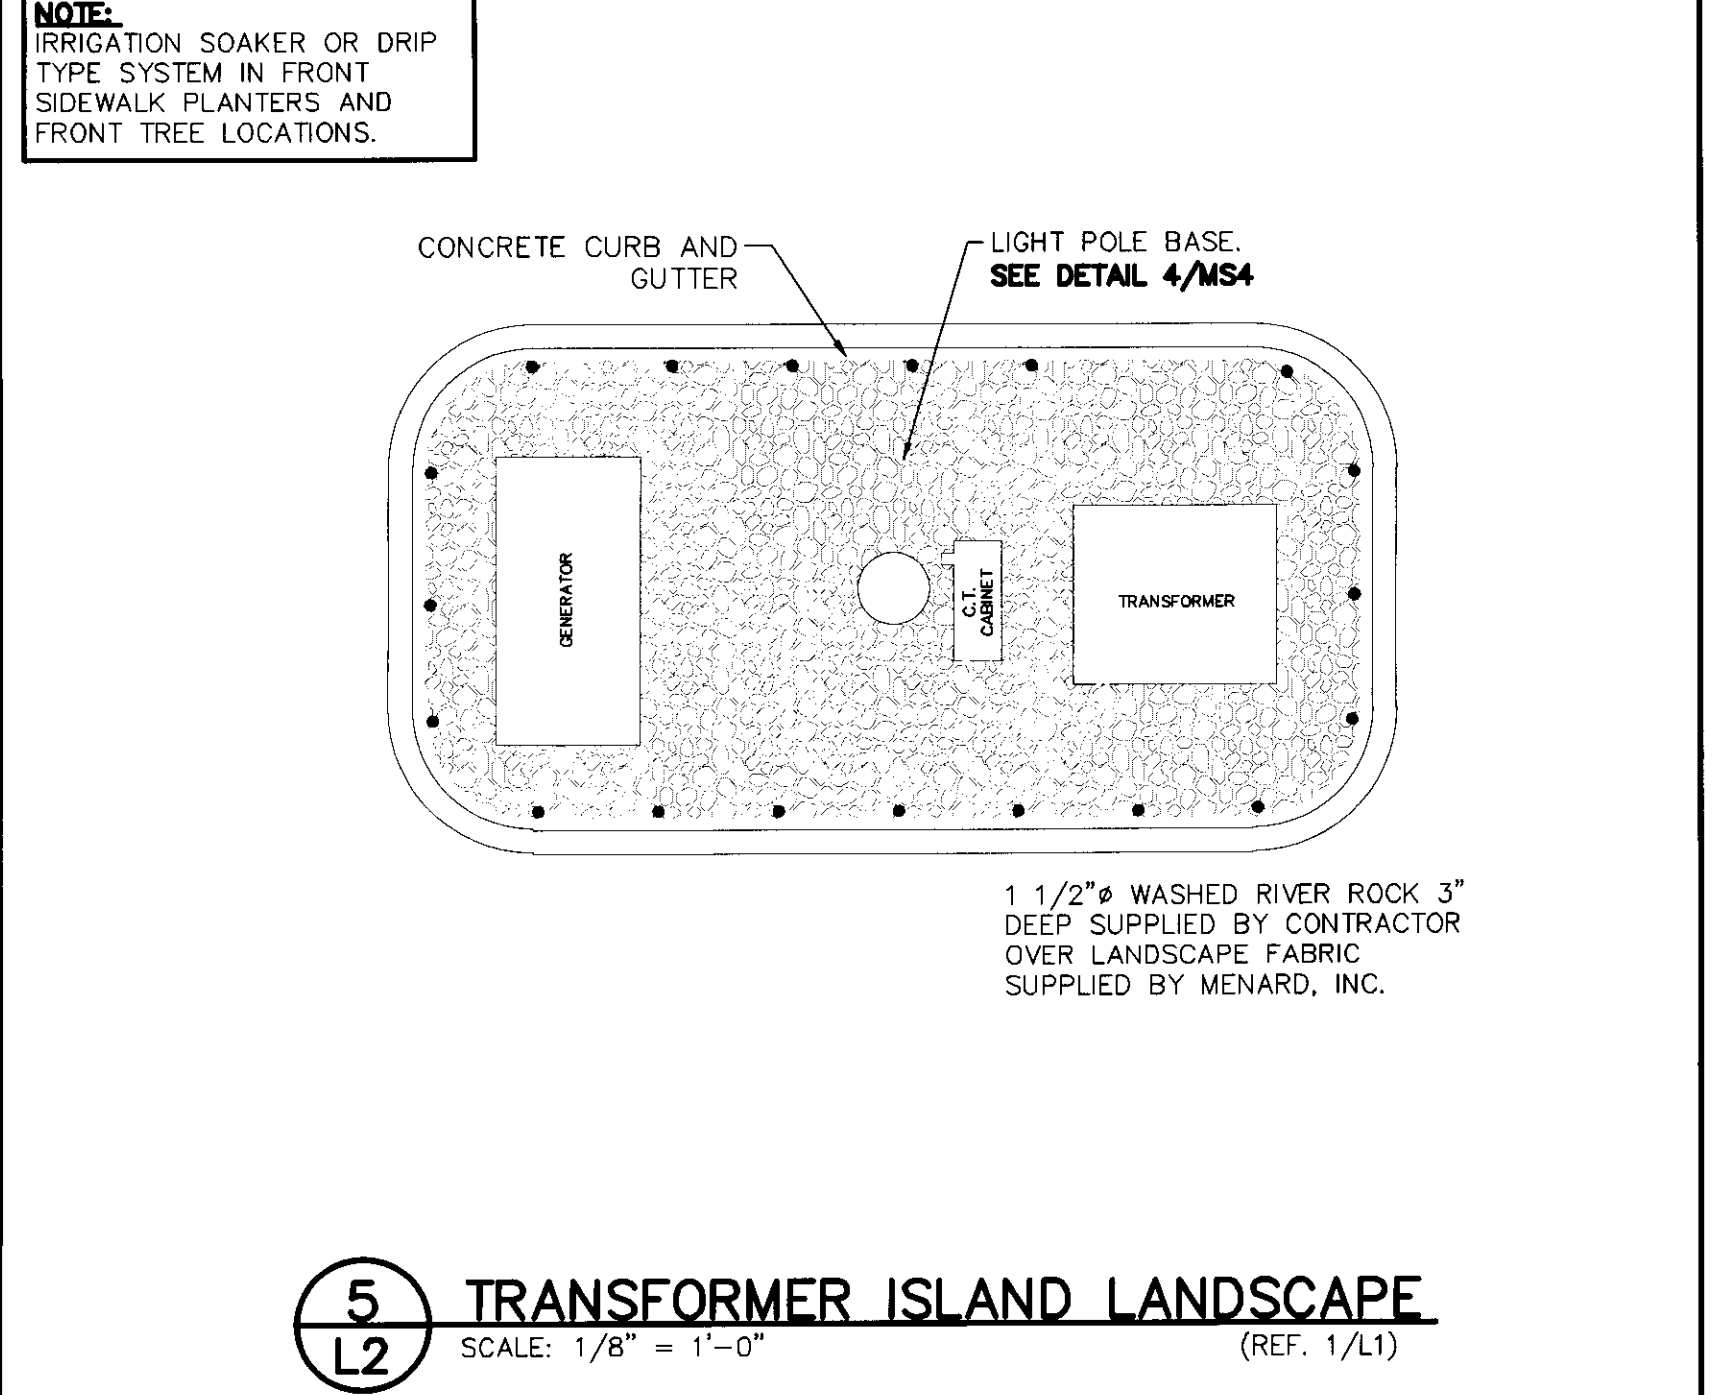 NOTE:
IRRIGATION SOAKER OR DRIP
TYPE SYSTEM IN FRONT
SIDEWALK PLANTERS AND
FRONT TREE LOCATIONS.
CONCRETE CURB AND
GUTTER
LIGHT POLE BASE.
SEE DETAIL 4/MS4
GENERATOR
C.T.
CABINET
TRANSFORMER
1 1/2"ø WASHED RIVER ROCK 3"
DEEP SUPPLIED BY CONTRACTOR
OVER LANDSCAPE FABRIC
SUPPLIED BY MENARD, INC.
5
L2
TRANSFORMER ISLAND LANDSCAPE
SCALE: 1/8" = 1'-0"
(REF. 1/L1)